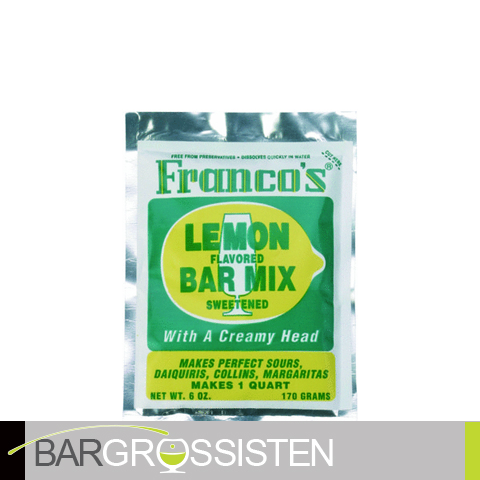 FREE FROM PRESERVATIVES • DISSOLVES QUICKLY IN WATER
Franco's®
LEMON
FLAVORED
BAR MIX
SWEETENED
With A Creamy Head
MAKES PERFECT SOURS,
DAIQUIRIS, COLLINS, MARGARITAS
MAKES 1 QUART
NET WT. 6 OZ. 170 GRAMS
BARGROSSISTEN